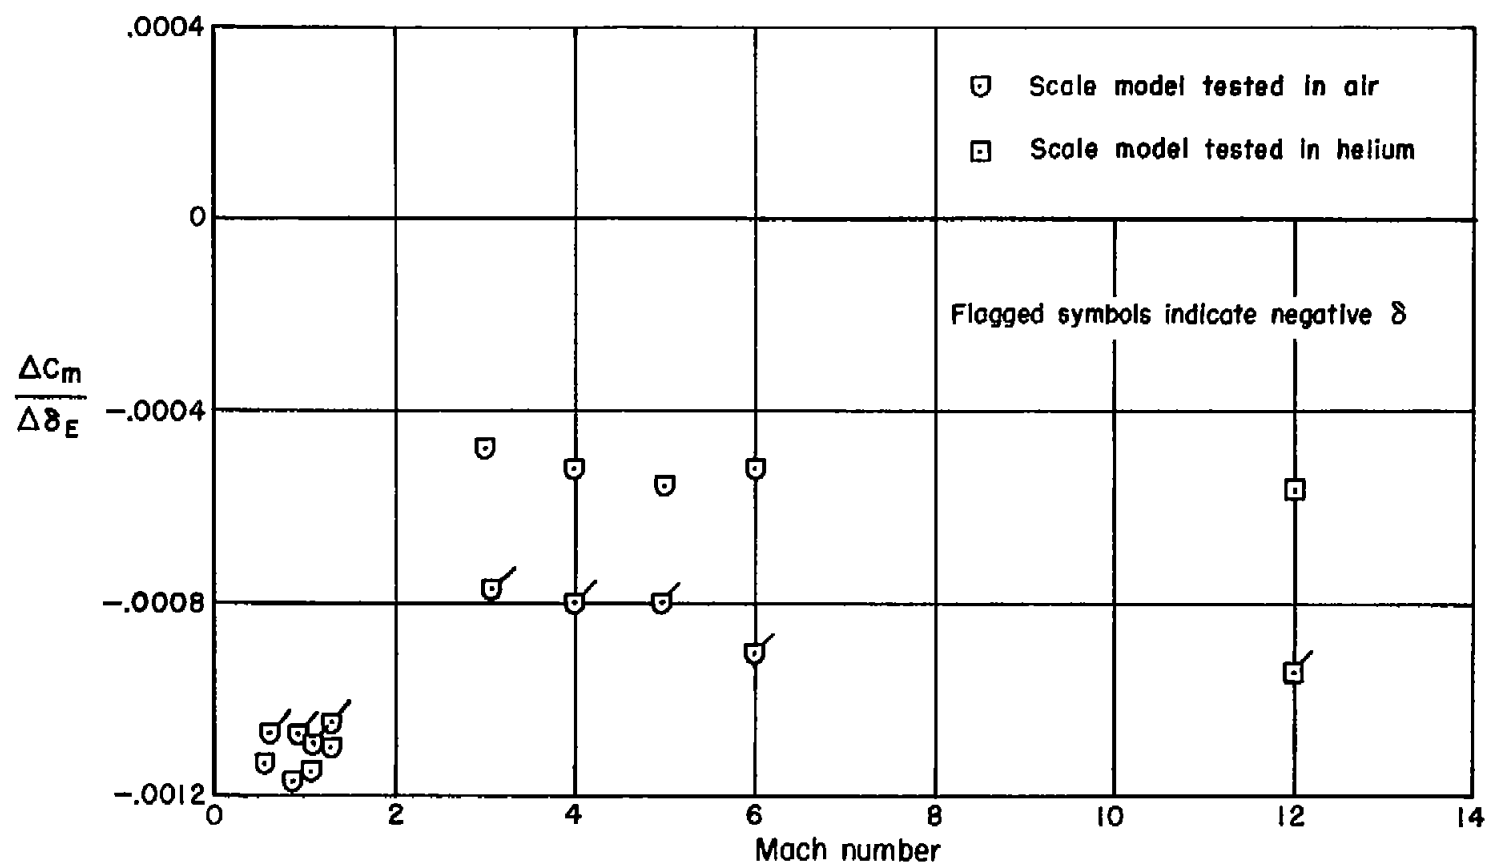 .0004
Scale model tested in air
Scale model tested in helium
0
Flagged symbols indicate negative δ
ΔCm
ΔδE
-.0004
-.0008
-.0012
0 2 4 6 8 10 12 14
Mach number